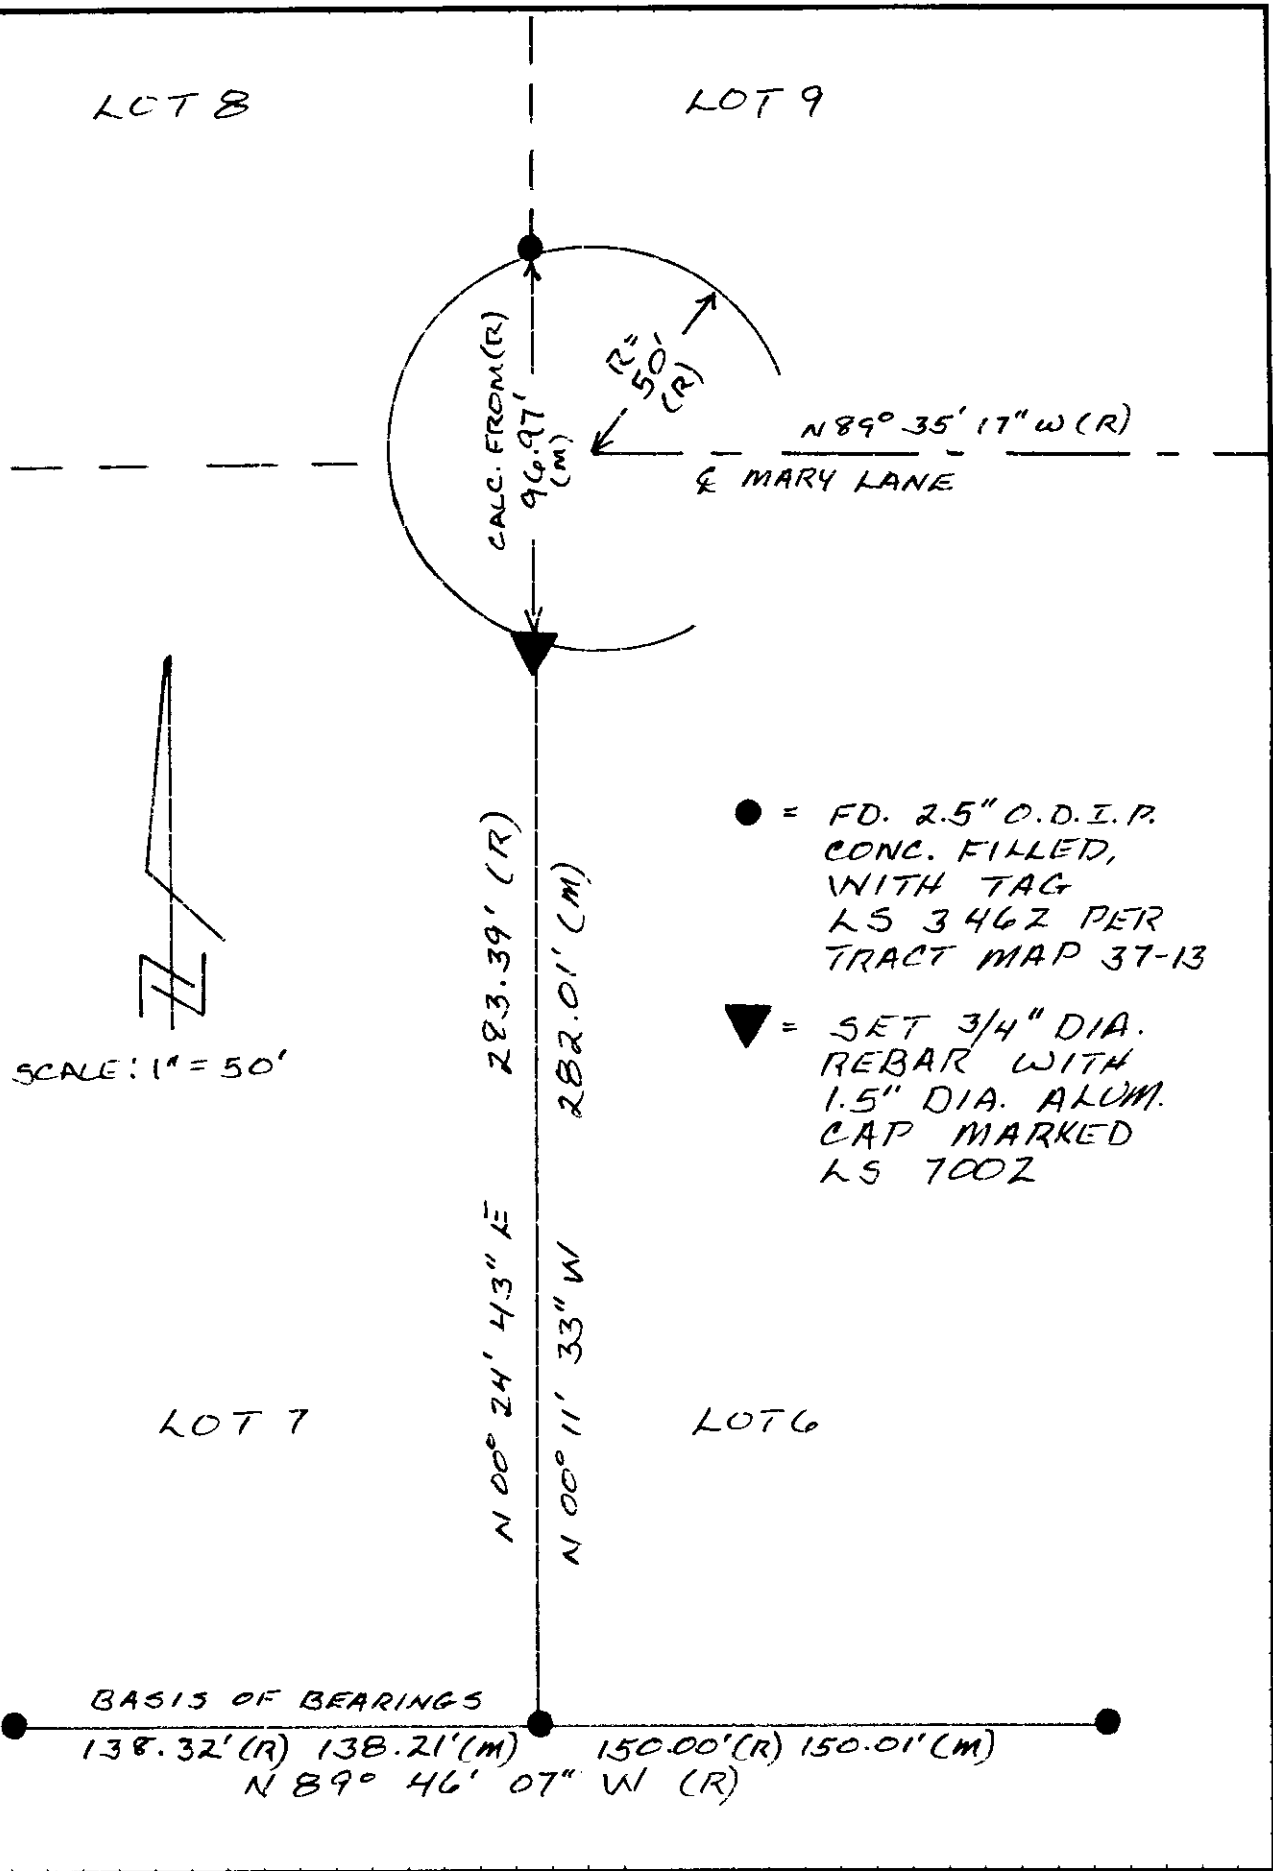 LOT 8
LOT 9
CALC. FROM (R)
96.97'
(M)
R=
50'
(R)
N 89° 35' 17" W (R)
℄ MARY LANE
SCALE: 1" = 50'
283.39' (R)
282.01' (M)
N 00° 24' 43" E
N 00° 11' 33" W
● = FD. 2.5" O.D. I.P.
CONC. FILLED,
WITH TAG
LS 3462 PER
TRACT MAP 37-13
▼ = SET 3/4" DIA.
REBAR WITH
1.5" DIA. ALUM.
CAP MARKED
LS 7002
LOT 7
LOT 6
BASIS OF BEARINGS
138.32' (R) 138.21' (M) 150.00' (R) 150.01' (M)
N 89° 46' 07" W (R)